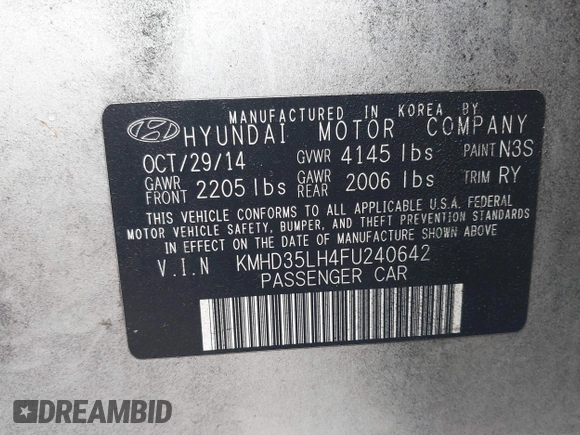 MANUFACTURED IN KOREA BY
HYUNDAI MOTOR COMPANY
OCT/29/14 GVWR 4145 lbs PAINT N3S
GAWR FRONT 2205 lbs GAWR REAR 2006 lbs TRIM RY
THIS VEHICLE CONFORMS TO ALL APPLICABLE U.S.A. FEDERAL
MOTOR VEHICLE SAFETY, BUMPER, AND THEFT PREVENTION STANDARDS
IN EFFECT ON THE DATE OF MANUFACTURE SHOWN ABOVE
V.I.N KMHD35LH4FU240642
PASSENGER CAR
DREAMBID